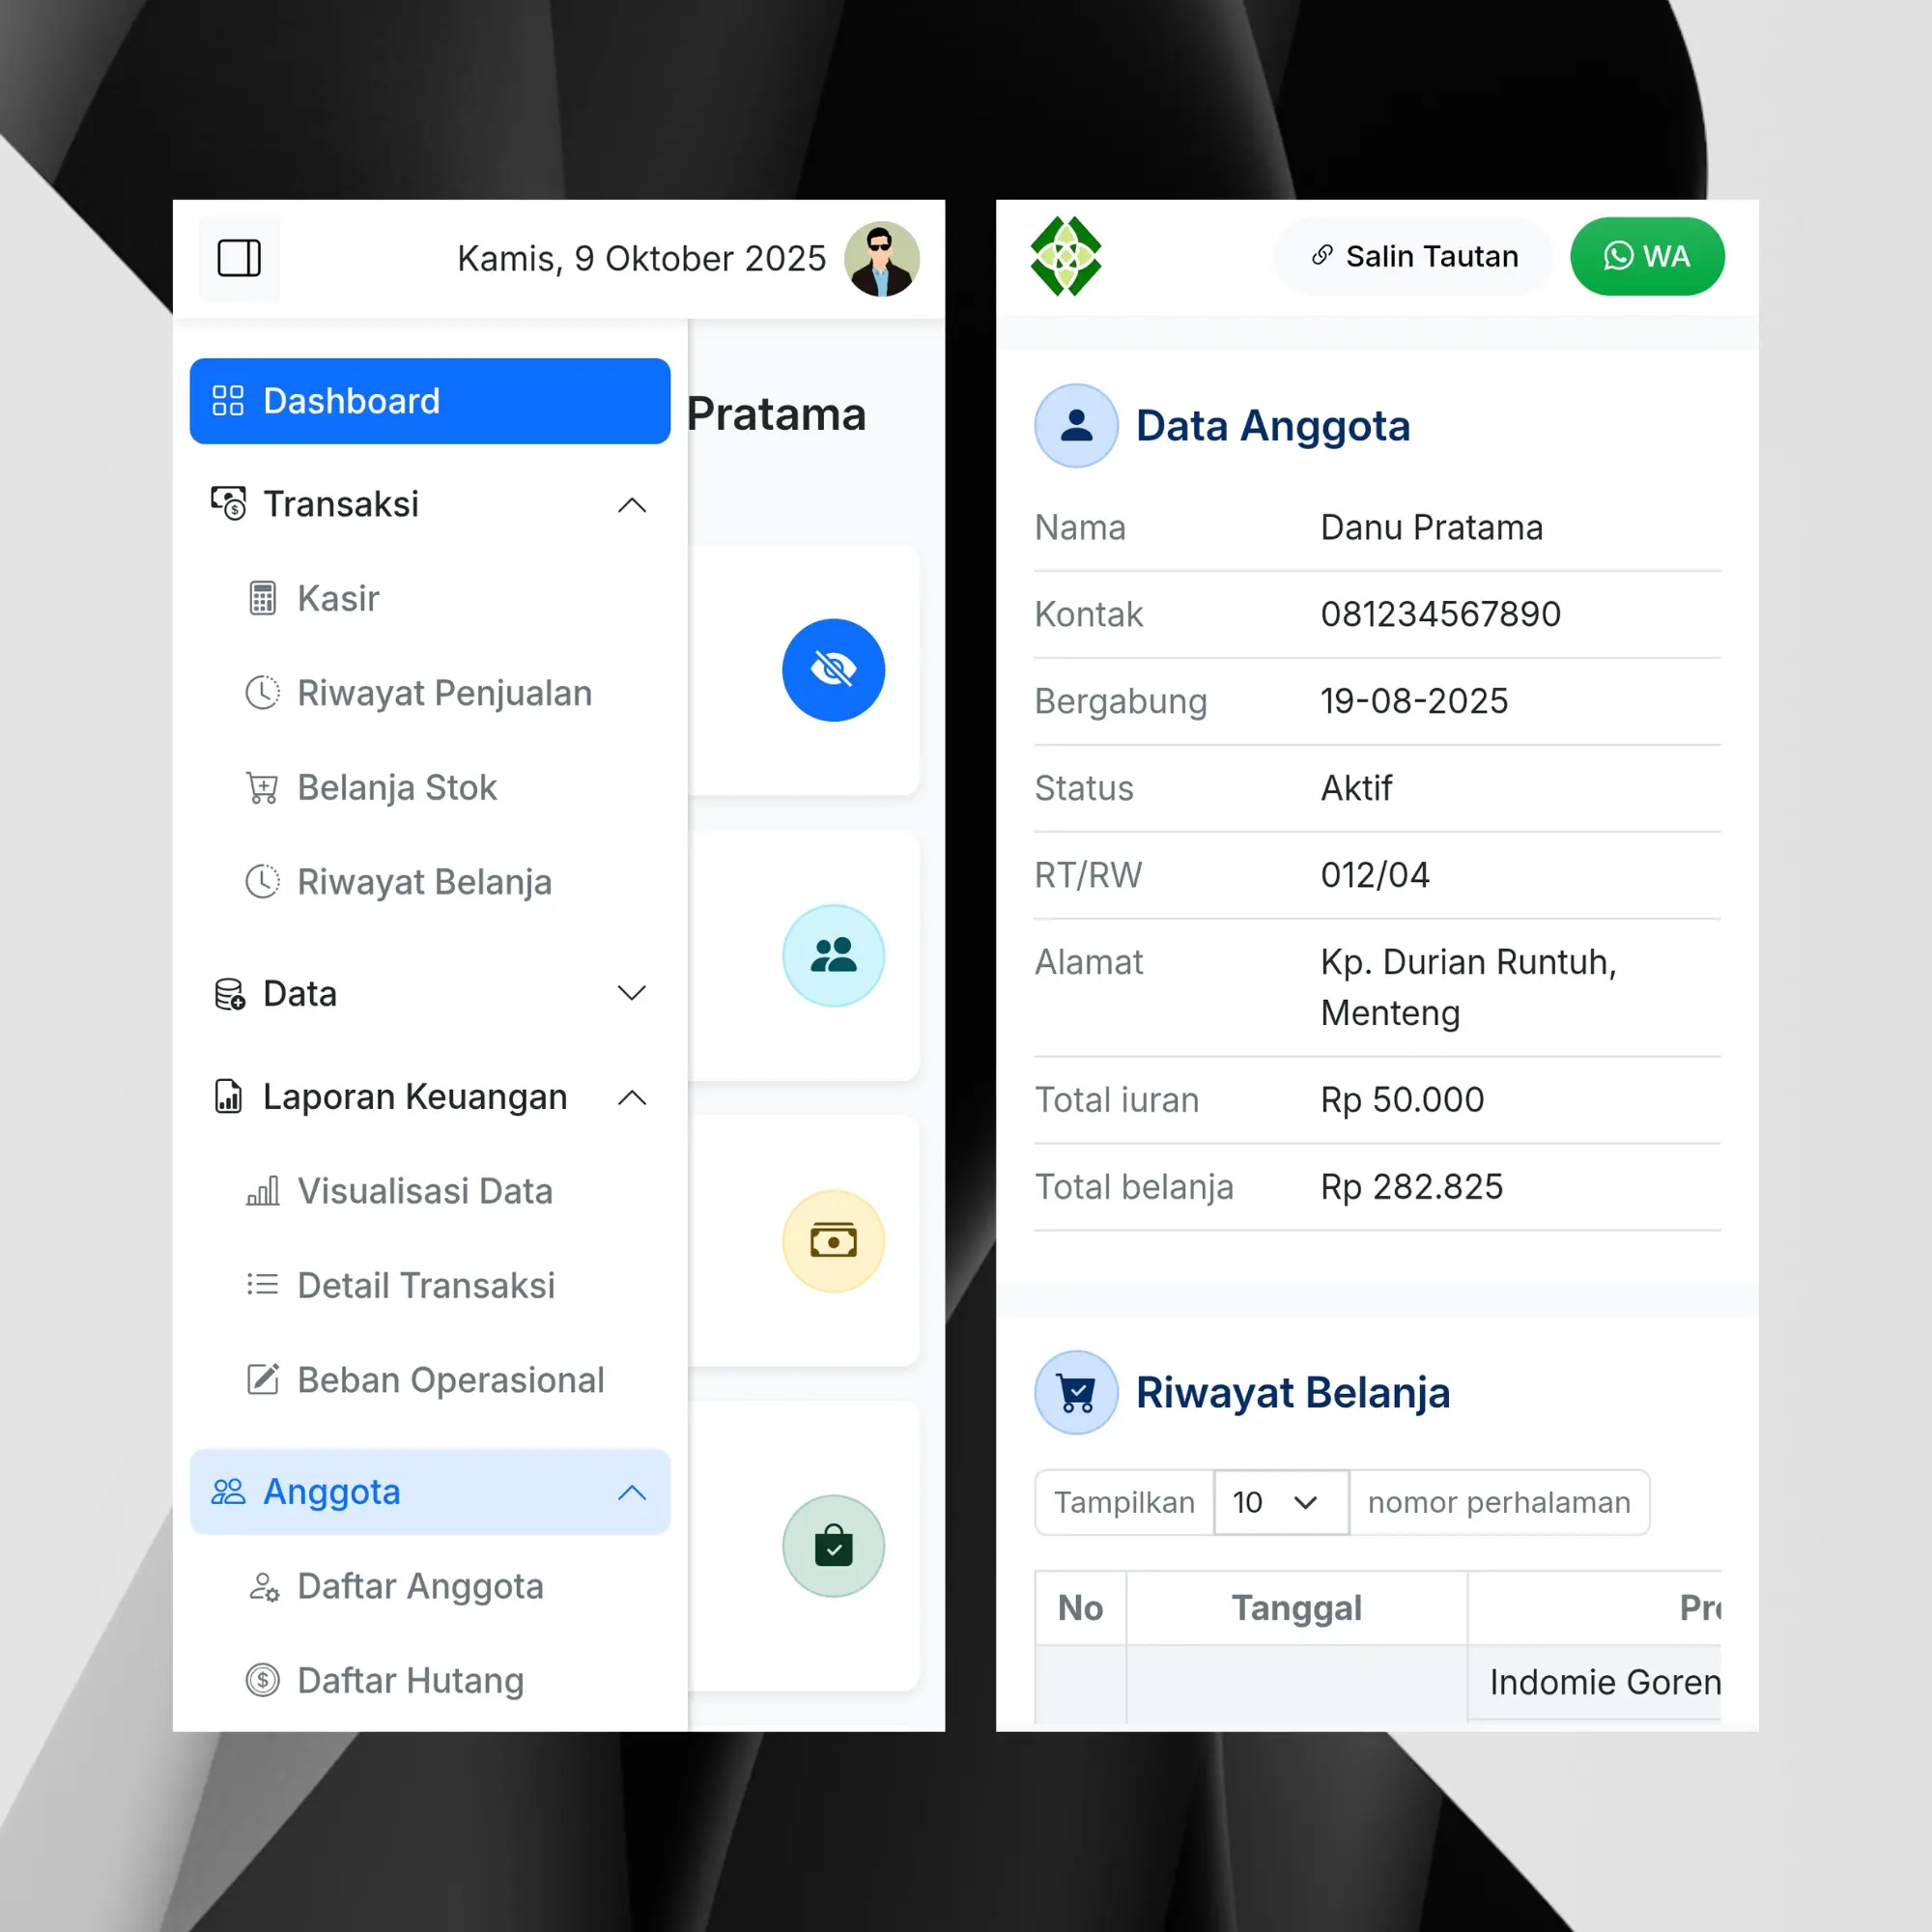 Kamis, 9 Oktober 2025
Dashboard
Pratama
Transaksi
Kasir
Riwayat Penjualan
Belanja Stok
Riwayat Belanja
Data
Laporan Keuangan
Visualisasi Data
Detail Transaksi
Beban Operasional
Anggota
Daftar Anggota
Daftar Hutang
Salin Tautan
WA
Data Anggota
Nama Danu Pratama
Kontak 081234567890
Bergabung 19-08-2025
Status Aktif
RT/RW 012/04
Alamat Kp. Durian Runtuh,
Menteng
Total iuran Rp 50.000
Total belanja Rp 282.825
Riwayat Belanja
Tampilkan 10 nomor perhalaman
No Tanggal
Indomie Goren